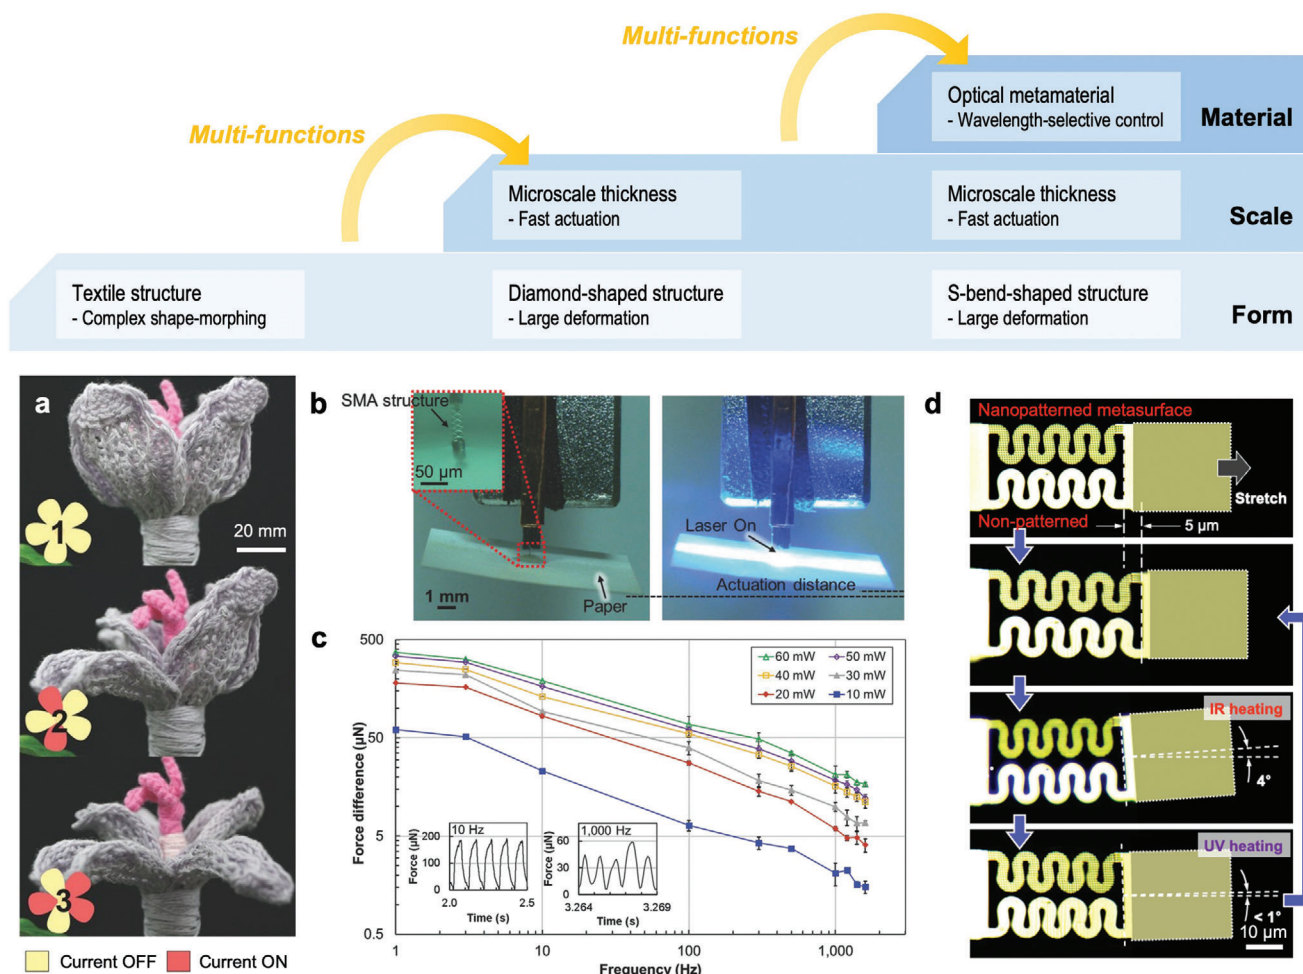 Multi-functions
Optical metamaterial
- Wavelength-selective control
Material
Multi-functions
Microscale thickness
- Fast actuation
Microscale thickness
- Fast actuation
Scale
Textile structure
- Complex shape-morphing
Diamond-shaped structure
- Large deformation
S-bend-shaped structure
- Large deformation
Form
a
1
20 mm
2
3
Current OFF
Current ON
b
SMA structure
50 µm
1 mm
Paper
Laser On
Actuation distance
c
500
50
5
0.5
Force difference (µN)
60 mW
50 mW
40 mW
30 mW
20 mW
10 mW
10 Hz
Force (µN)
200
100
0
2.0
2.5
Time (s)
1,000 Hz
Force (µN)
60
30
0
3.264
3.269
Time (s)
1
10
100
1,000
Frequency (Hz)
d
Nanopatterned metasurface
Stretch
Non-patterned
5 µm
IR heating
4°
UV heating
< 1°
10 µm